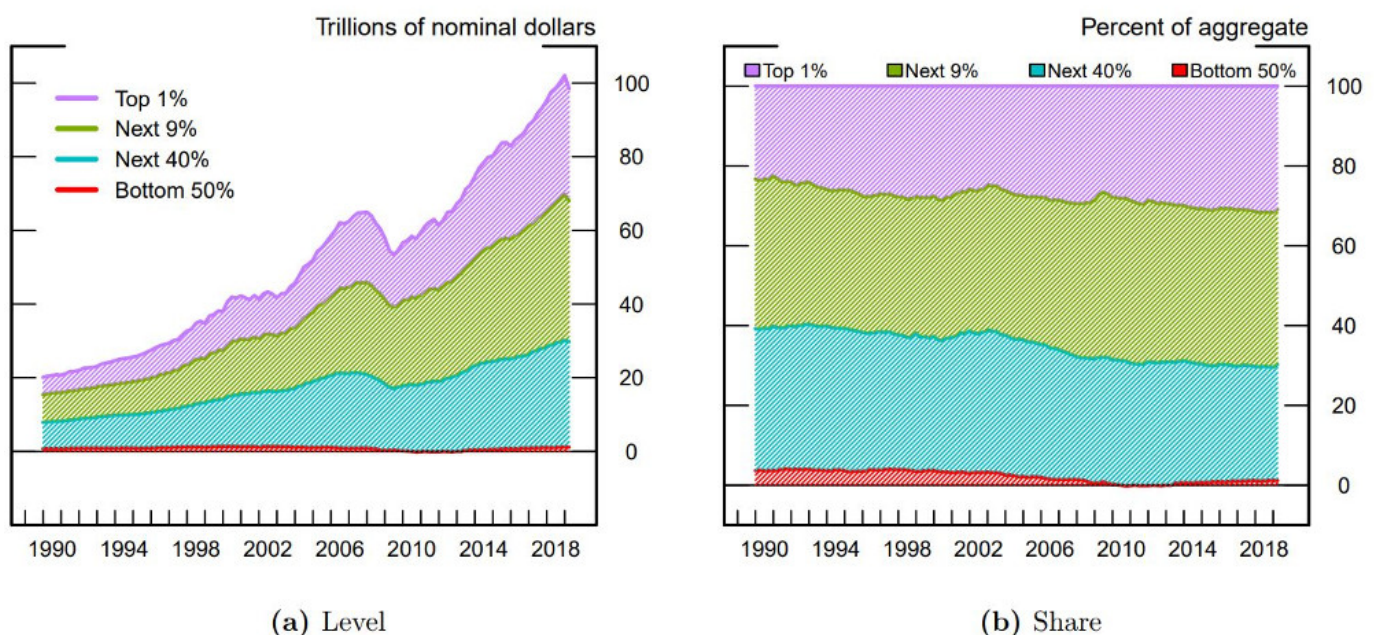 Trillions of nominal dollars
Top 1%
Next 9%
Next 40%
Bottom 50%
100
80
60
40
20
0
1990 1994 1998 2002 2006 2010 2014 2018
(a) Level
Percent of aggregate
Top 1% Next 9% Next 40% Bottom 50%
100
80
60
40
20
0
1990 1994 1998 2002 2006 2010 2014 2018
(b) Share